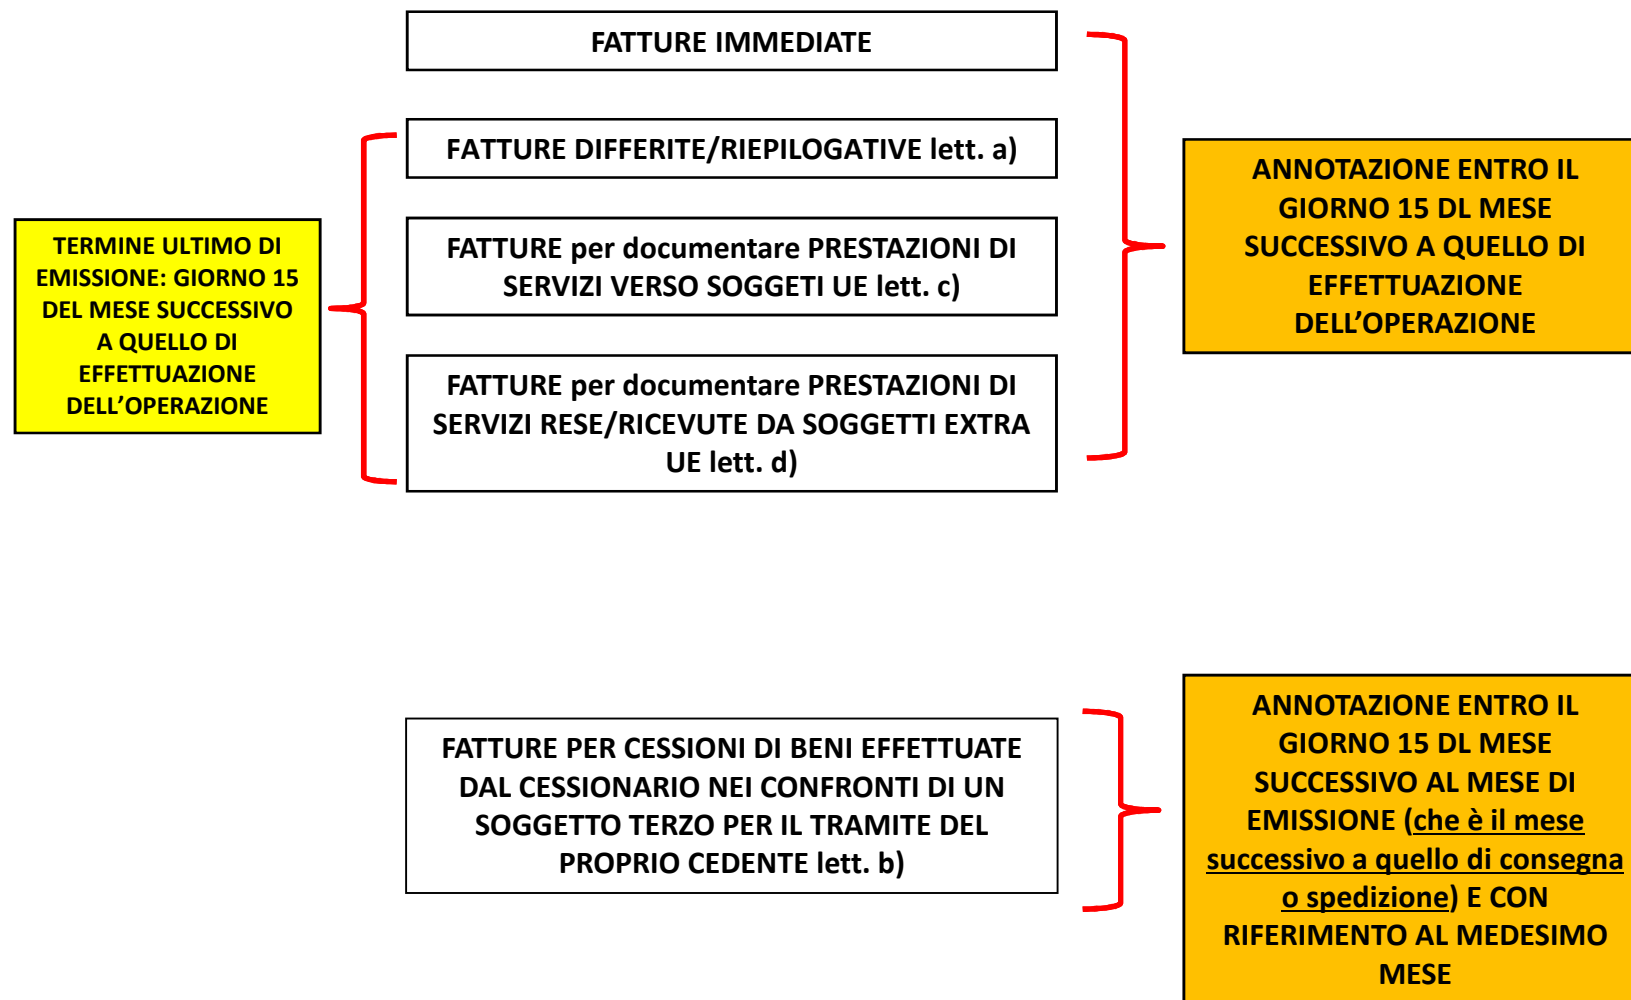 FATTURE IMMEDIATE
FATTURE DIFFERITE/RIEPILOGATIVE lett. a)
FATTURE per documentare PRESTAZIONI DI
SERVIZI VERSO SOGGETI UE lett. c)
FATTURE per documentare PRESTAZIONI DI
SERVIZI RESE/RICEVUTE DA SOGGETTI EXTRA
UE lett. d)
TERMINE ULTIMO DI
EMISSIONE: GIORNO 15
DEL MESE SUCCESSIVO
A QUELLO DI
EFFETTUAZIONE
DELL’OPERAZIONE
ANNOTAZIONE ENTRO IL
GIORNO 15 DL MESE
SUCCESSIVO A QUELLO DI
EFFETTUAZIONE
DELL’OPERAZIONE
FATTURE PER CESSIONI DI BENI EFFETTUATE
DAL CESSIONARIO NEI CONFRONTI DI UN
SOGGETTO TERZO PER IL TRAMITE DEL
PROPRIO CEDENTE lett. b)
ANNOTAZIONE ENTRO IL
GIORNO 15 DL MESE
SUCCESSIVO AL MESE DI
EMISSIONE (che è il mese
successivo a quello di consegna
o spedizione) E CON
RIFERIMENTO AL MEDESIMO
MESE